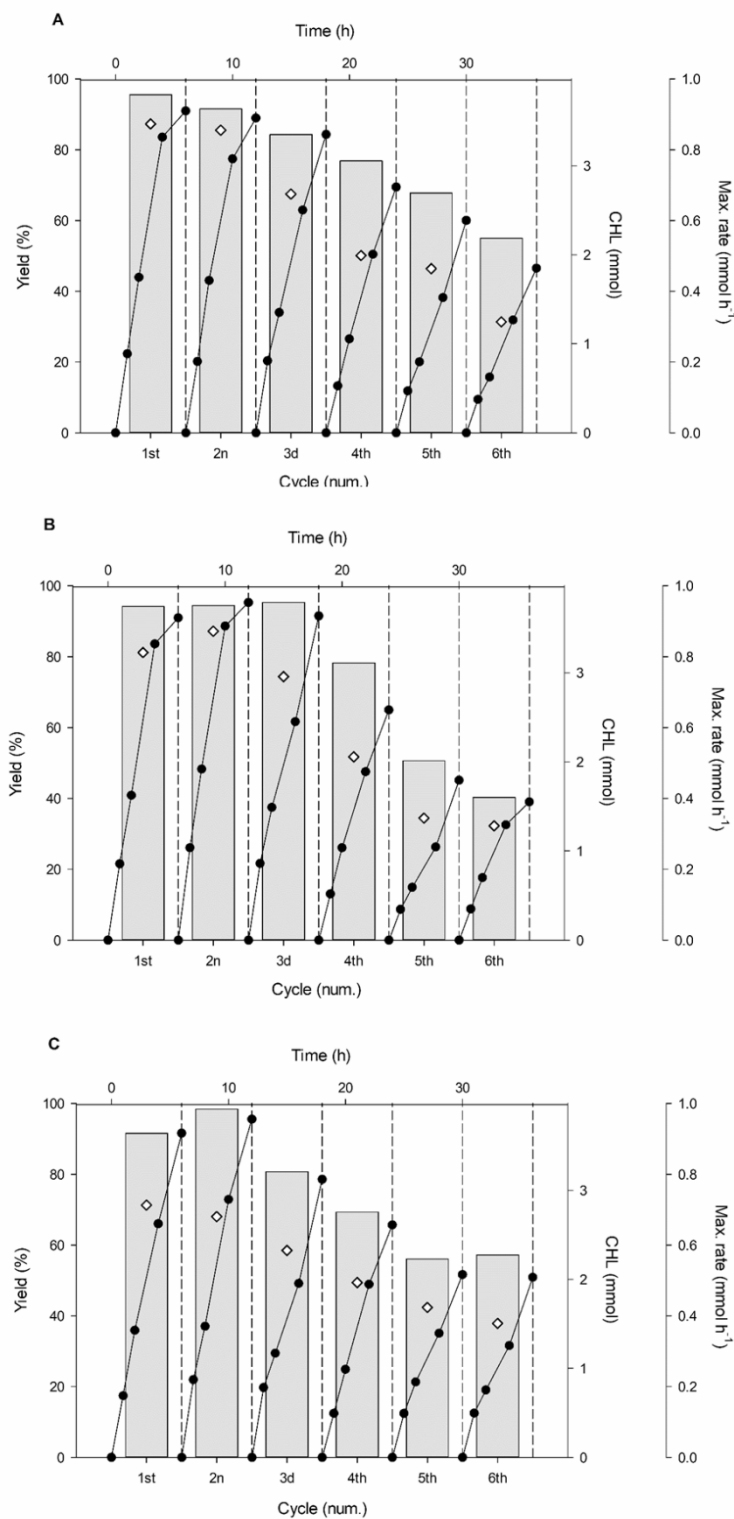 A
Time (h)
0 10 20 30
100 80 60 40 20 0
Yield (%)
3 2 1 0
CHL (mmol)
1.0 0.8 0.6 0.4 0.2 0.0
Max. rate (mmol h-1)
1st 2n 3d 4th 5th 6th
Cycle (num.)
B
Time (h)
0 10 20 30
100 80 60 40 20 0
Yield (%)
3 2 1 0
CHL (mmol)
1.0 0.8 0.6 0.4 0.2 0.0
Max. rate (mmol h-1)
1st 2n 3d 4th 5th 6th
Cycle (num.)
C
Time (h)
0 10 20 30
100 80 60 40 20 0
Yield (%)
3 2 1 0
CHL (mmol)
1.0 0.8 0.6 0.4 0.2 0.0
Max. rate (mmol h-1)
1st 2n 3d 4th 5th 6th
Cycle (num.)